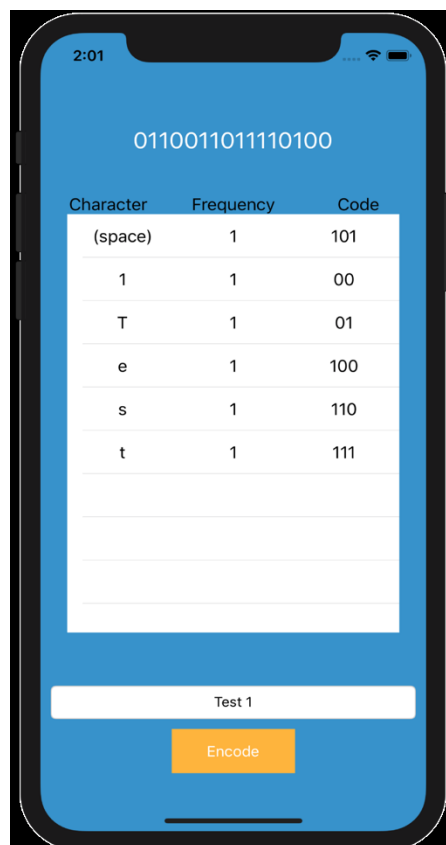 2:01
0110011011110100
Character Frequency Code
(space) 1 101
1 1 00
T 1 01
e 1 100
s 1 110
t 1 111
Test 1
Encode